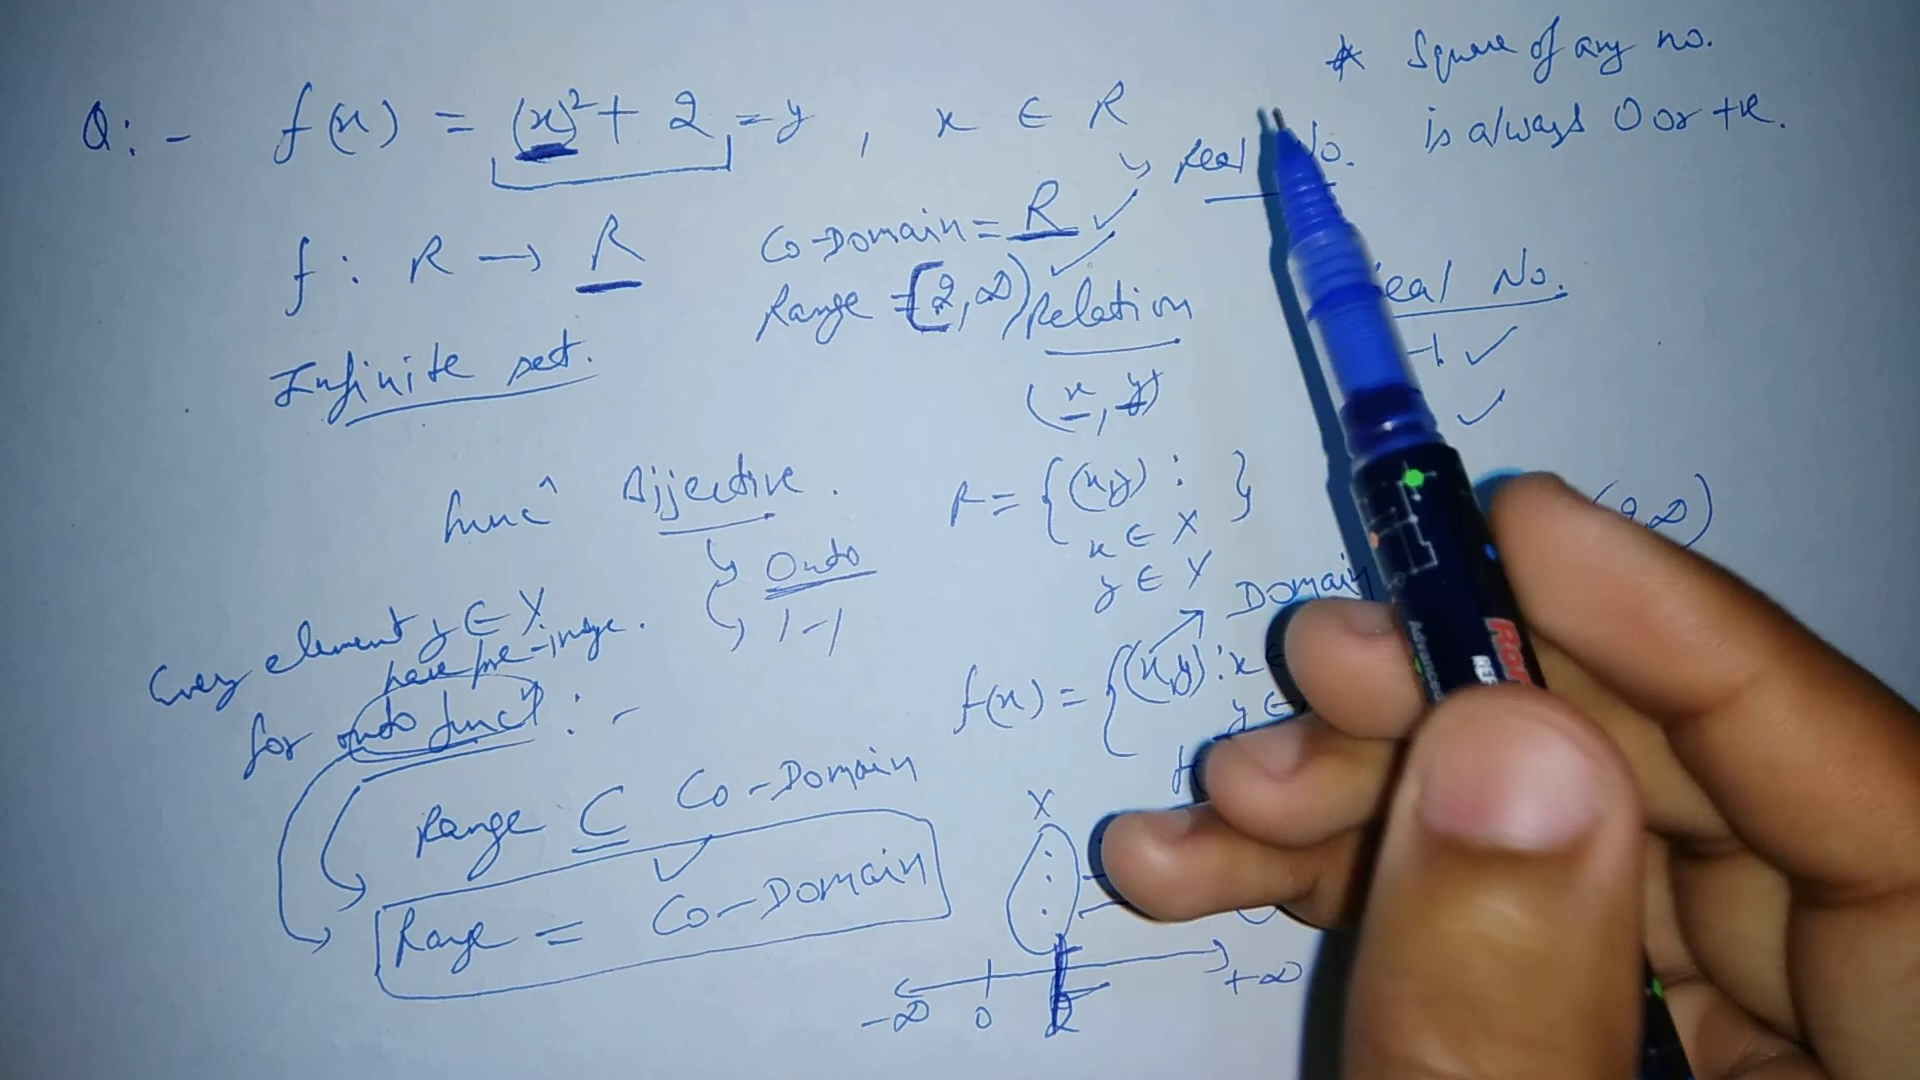 Q:- f(x) = (x)²+ 2 = y , x ∈ R
↳ Real No.
* Square of any no.
is always 0 or +ve.
f: R → R
Infinite set.
Co-Domain = R ✓
Range = [2,∞) ✓
Relation
(x, y)
eal No.
✓
✓
func^n Bijective.
↳ Onto
1-1
R = {(x,y) : }
x ∈ X
y ∈ Y
∞)
Every element y ∈ Y
have pre-image.
for onto func^n :-
Range ⊂ Co-Domain
Range = Co-Domain ✓
Domain
f(x) = {(x,y) : x ∈
y ∈
X
-∞ 0 2 +∞